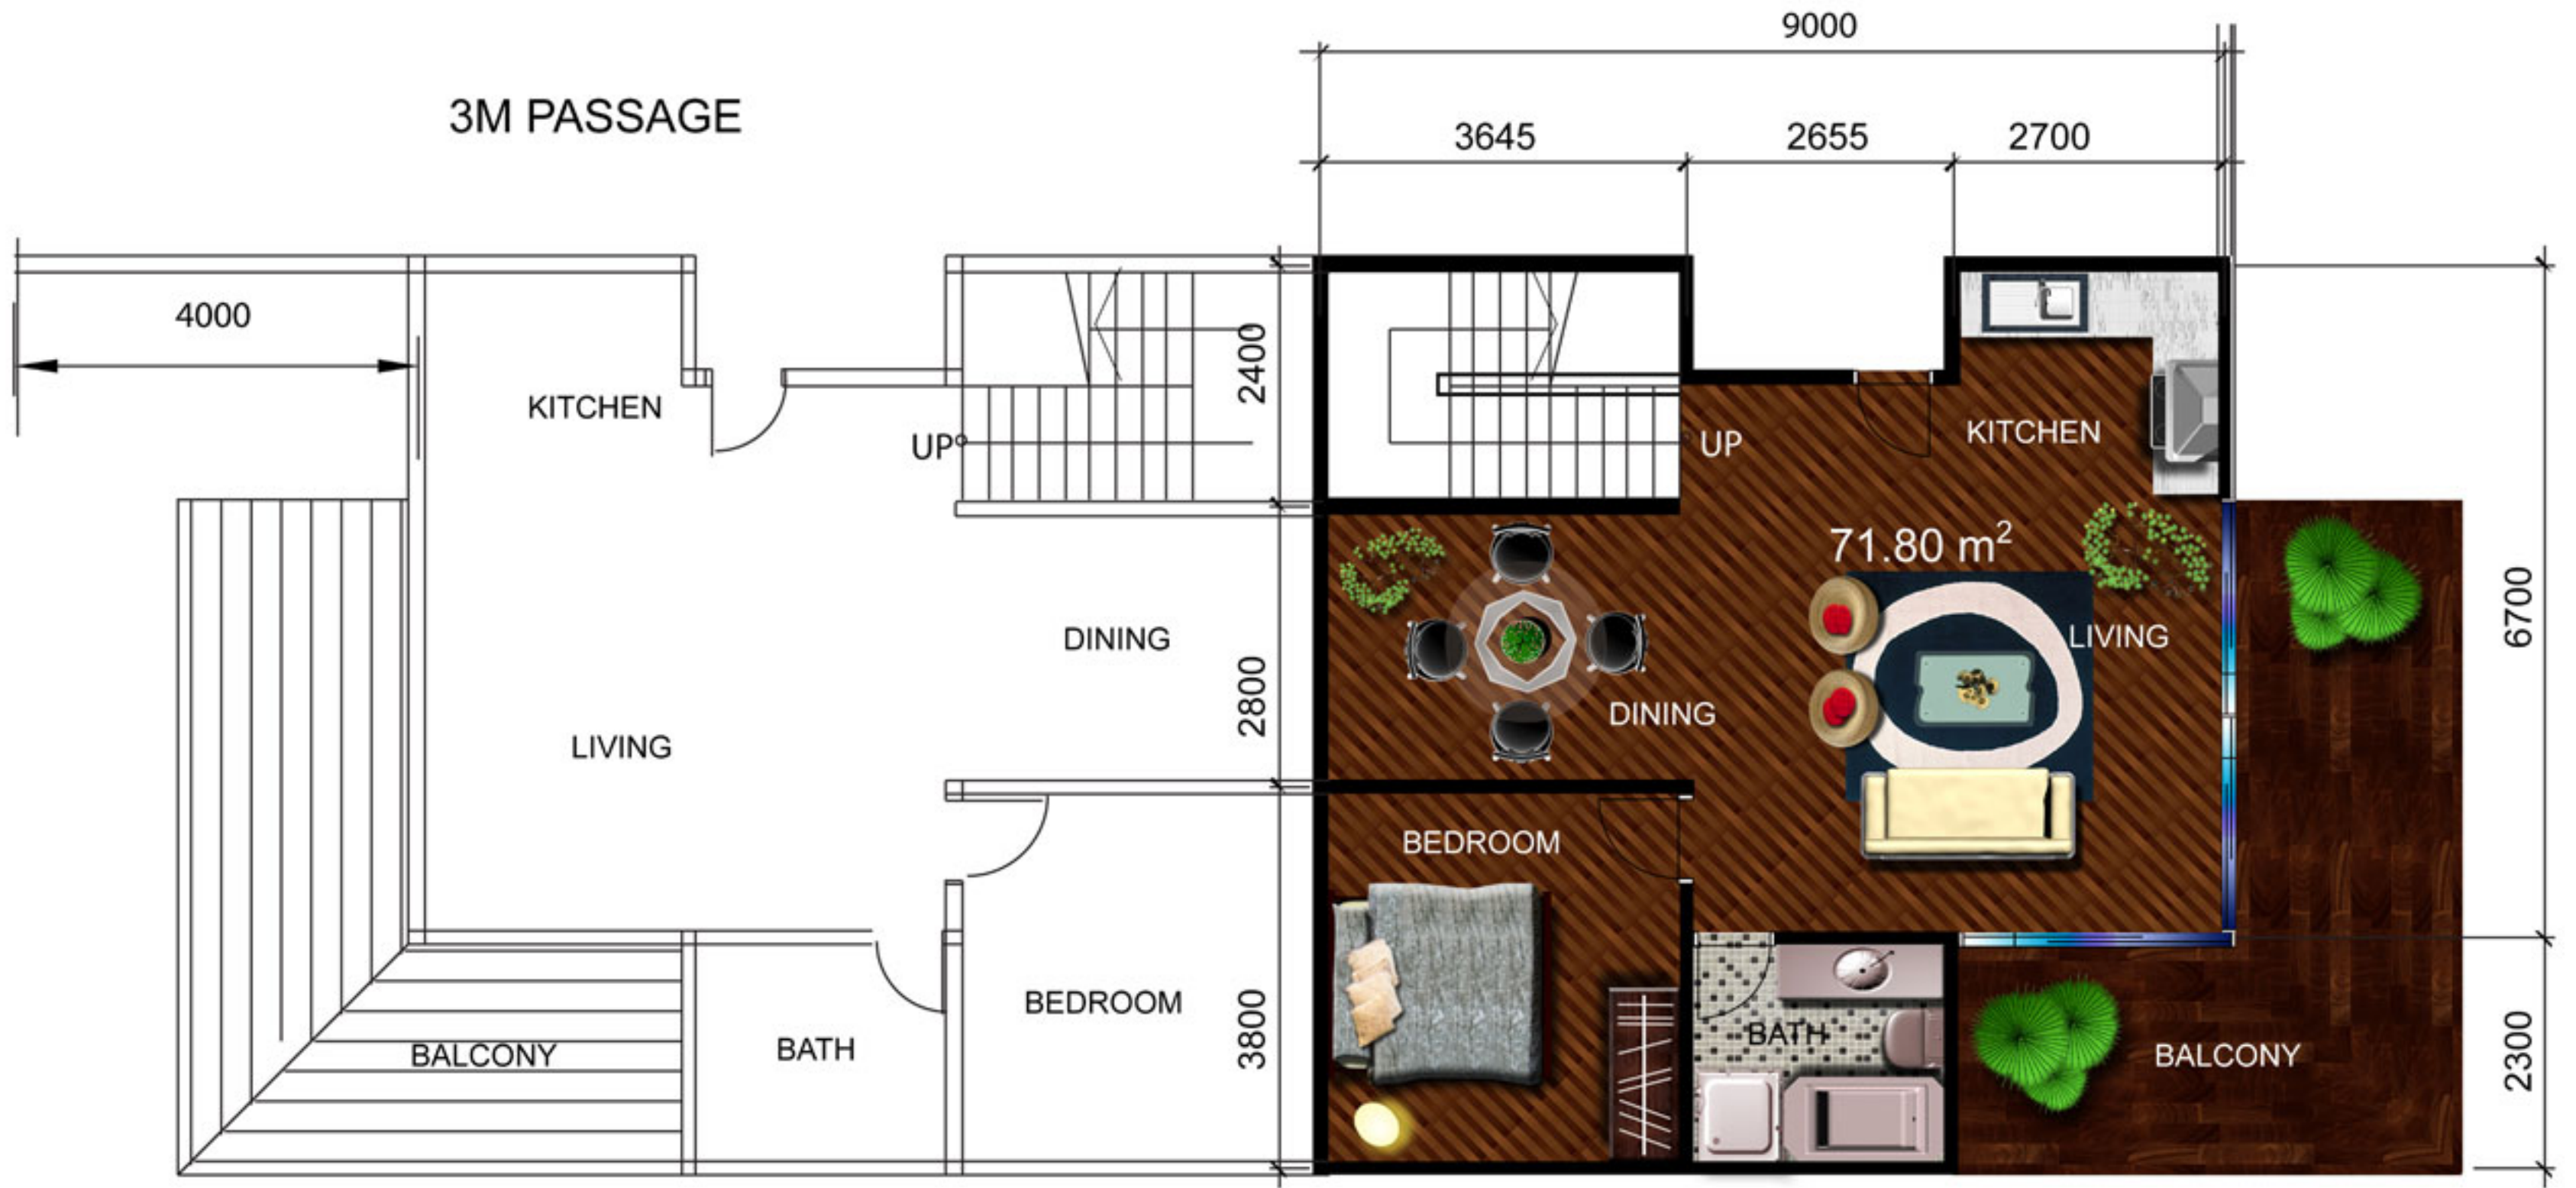 9000
3M PASSAGE
3645
2655
2700
4000
2400
KITCHEN
UP
UP
KITCHEN
71.80 m²
6700
DINING
LIVING
2800
DINING
LIVING
BEDROOM
BEDROOM
3800
BATH
BATH
BALCONY
BALCONY
2300